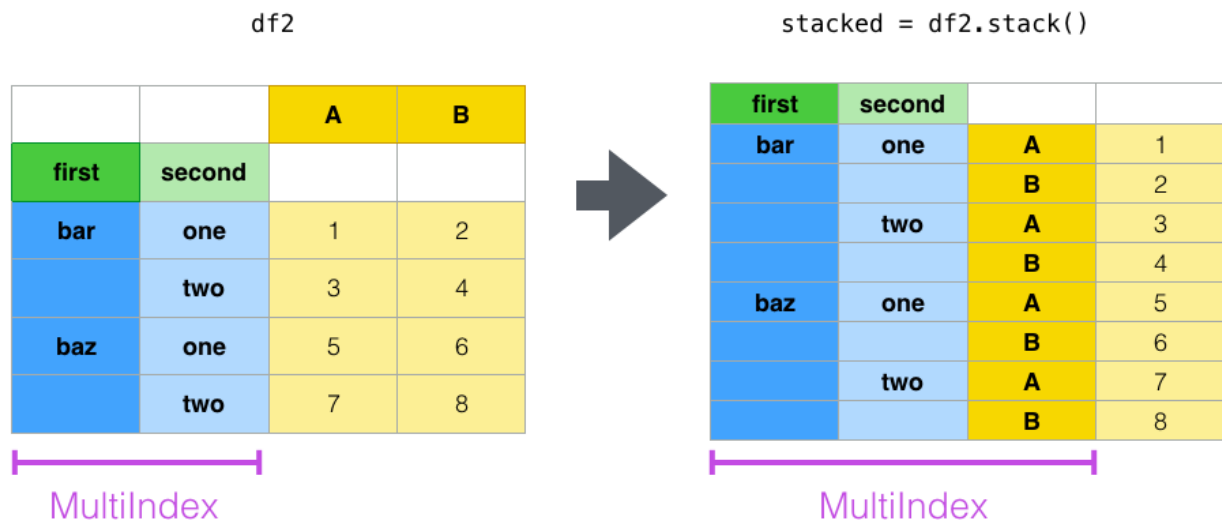 df2
A B
first second
bar one 1 2
two 3 4
baz one 5 6
two 7 8
MultiIndex
stacked = df2.stack()
first second
bar one A 1
B 2
two A 3
B 4
baz one A 5
B 6
two A 7
B 8
MultiIndex